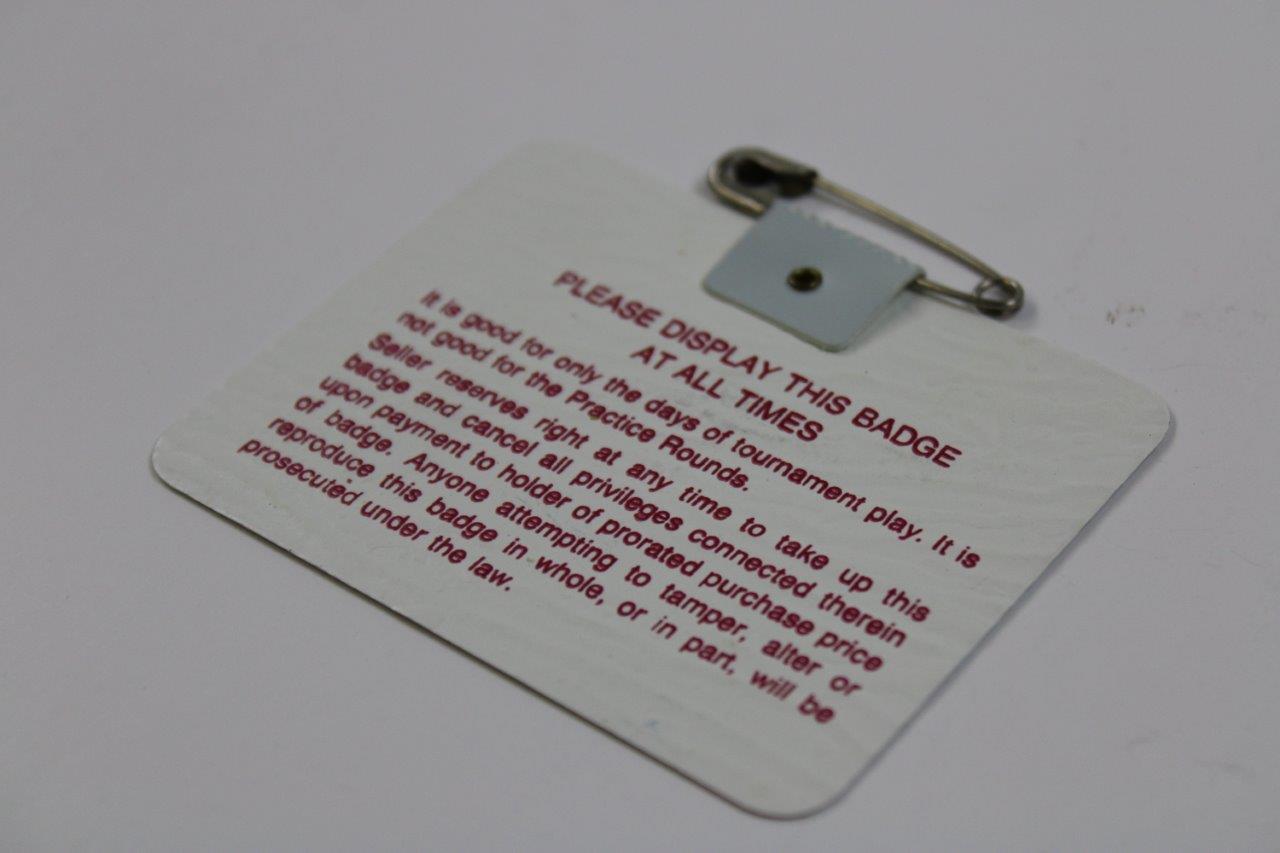 PLEASE DISPLAY THIS BADGE
AT ALL TIMES
It is good for only the days of tournament play. It is
not good for the Practice Rounds.
Seller reserves right at any time to take up this
badge and cancel all privileges connected therein
upon payment to holder of prorated purchase price
of badge. Anyone attempting to tamper, alter or
reproduce this badge in whole, or in part, will be
prosecuted under the law.